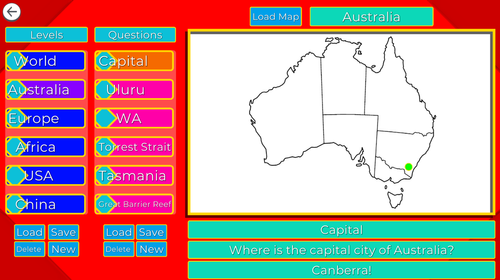 Load Map
Australia
Levels
Questions
World
Capital
Australia
Uluru
Europe
WA
Africa
Torrest Strait
USA
Tasmania
China
Great Barrier Reef
Load
Save
Load
Save
Delete
New
Delete
New
Capital
Where is the capital city of Australia?
Canberra!